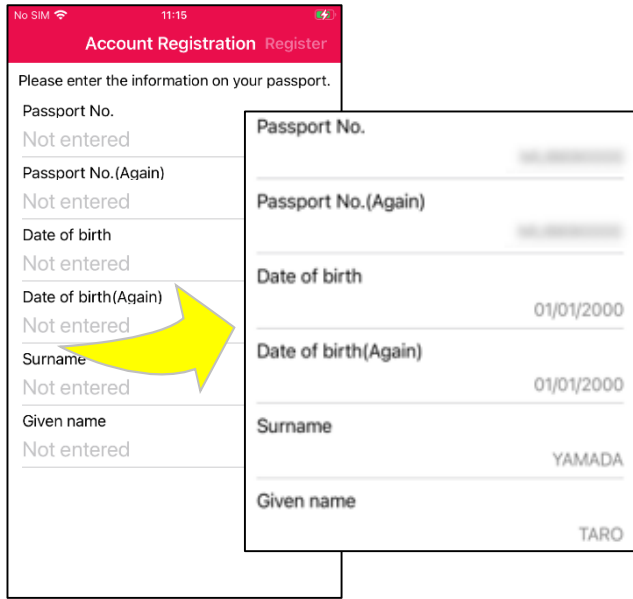 No SIM 11:15
Account Registration Register
Please enter the information on your passport.
Passport No.
Not entered
Passport No.(Again)
Not entered
Date of birth
Not entered
Date of birth(Again)
Not entered
Surname
Not entered
Given name
Not entered
Passport No.
Passport No.(Again)
Date of birth
01/01/2000
Date of birth(Again)
01/01/2000
Surname
YAMADA
Given name
TARO